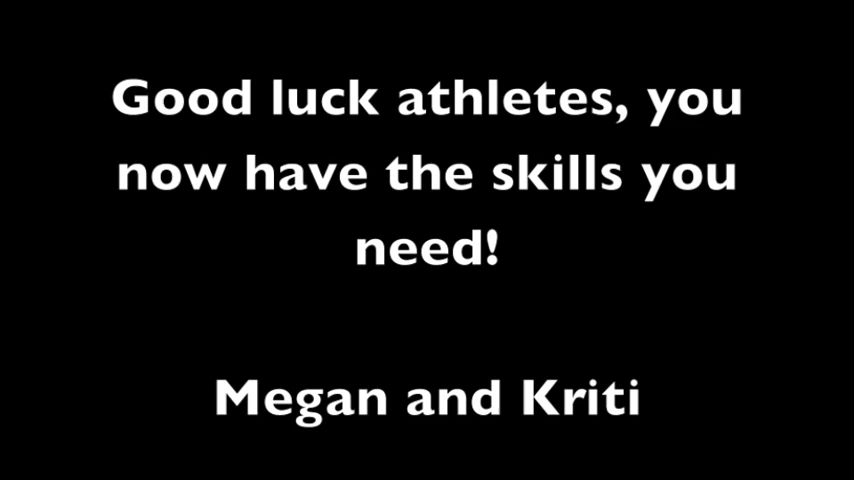 Good luck athletes, you
now have the skills you
need!
Megan and Kriti